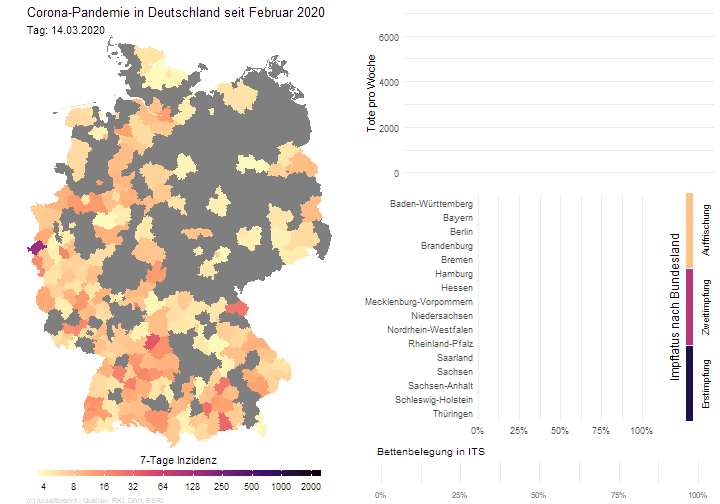 Corona-Pandemie in Deutschland seit Februar 2020
Tag: 14.03.2020
Tote pro Woche
6000
4000
2000
0
Impfstatus nach Bundesland
Baden-Württemberg
Bayern
Berlin
Brandenburg
Bremen
Hamburg
Hessen
Mecklenburg-Vorpommern
Niedersachsen
Nordrhein-Westfalen
Rheinland-Pfalz
Saarland
Sachsen
Sachsen-Anhalt
Schleswig-Holstein
Thüringen
0% 25% 50% 75% 100%
Auffrischung
Zweitimpfung
Erstimpfung
7-Tage Inzidenz
4 8 16 32 64 128 250 500 1000 2000
Bettenbelegung in ITS
0% 25% 50% 75% 100%
| Quellen: RKI, DIVI, ESRI